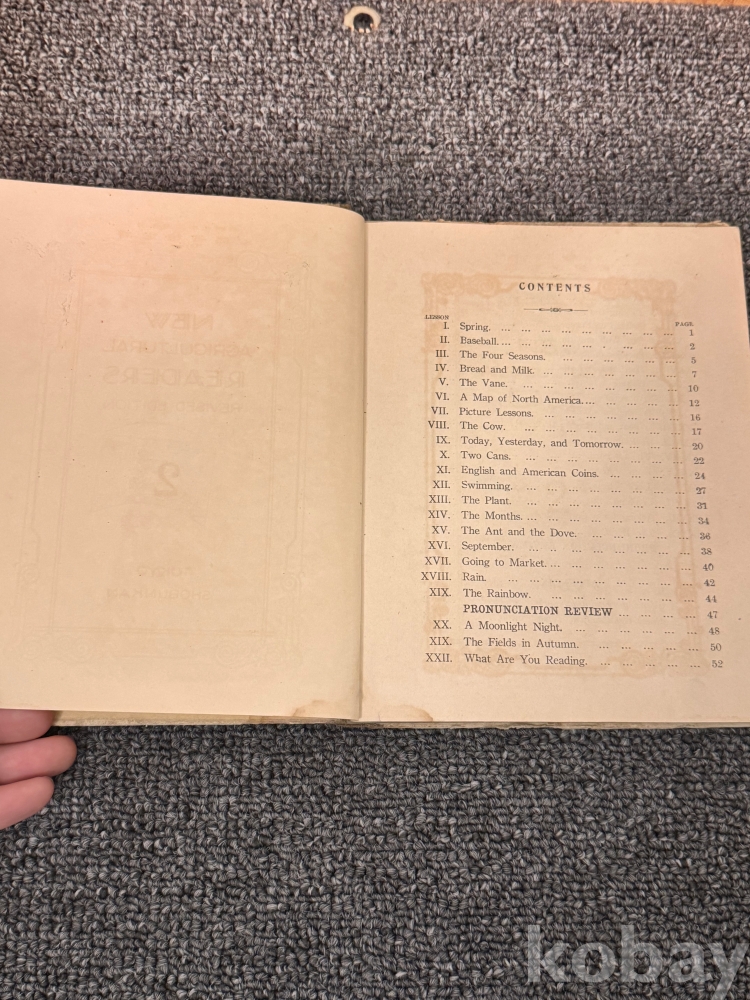 NEW
AGRICULTURAL
READERS
2
CONTENTS
LESSON PAGE
I. Spring. ... ... ... ... ... ... ... ... ... 1
II. Baseball. ... ... ... ... ... ... ... ... 2
III. The Four Seasons. ... ... ... ... ... ... 5
IV. Bread and Milk. ... ... ... ... ... ... ... 7
V. The Vane. ... ... ... ... ... ... ... ... 10
VI. A Map of North America. ... ... ... ... ... 12
VII. Picture Lessons. ... ... ... ... ... ... 16
VIII. The Cow. ... ... ... ... ... ... ... ... 17
IX. Today, Yesterday, and Tomorrow. ... ... ... 20
X. Two Cans. ... ... ... ... ... ... ... ... 22
XI. English and American Coins. ... ... ... ... 24
XII. Swimming. ... ... ... ... ... ... ... ... 27
XIII. The Plant. ... ... ... ... ... ... ... ... 31
XIV. The Months. ... ... ... ... ... ... ... ... 34
XV. The Ant and the Dove. ... ... ... ... ... 36
XVI. September. ... ... ... ... ... ... ... ... 38
XVII. Going to Market. ... ... ... ... ... ... ... 40
XVIII. Rain. ... ... ... ... ... ... ... ... ... 42
XIX. The Rainbow. ... ... ... ... ... ... ... 44
PRONUNCIATION REVIEW ... ... ... ... 47
XX. A Moonlight Night. ... ... ... ... ... ... 48
XIX. The Fields in Autumn. ... ... ... ... ... 50
XXII. What Are You Reading. ... ... ... ... ... 52
kobay